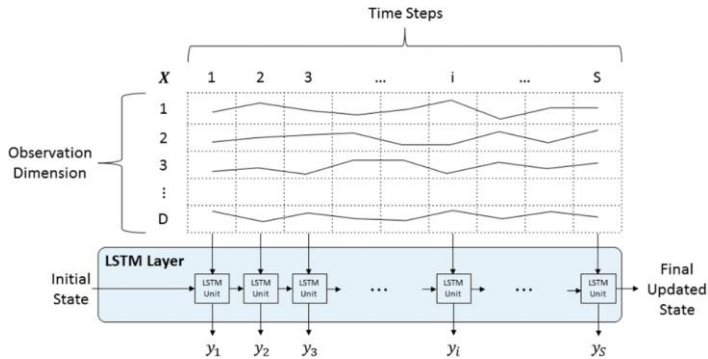 Time Steps
X 1 2 3 ... i ... S
1
2
Observation
Dimension
3
⋮
D
LSTM Layer
Initial
State
LSTM
Unit
LSTM
Unit
LSTM
Unit
...
LSTM
Unit
...
LSTM
Unit
Final
Updated
State
y₁ y₂ y₃ yᵢ y_S